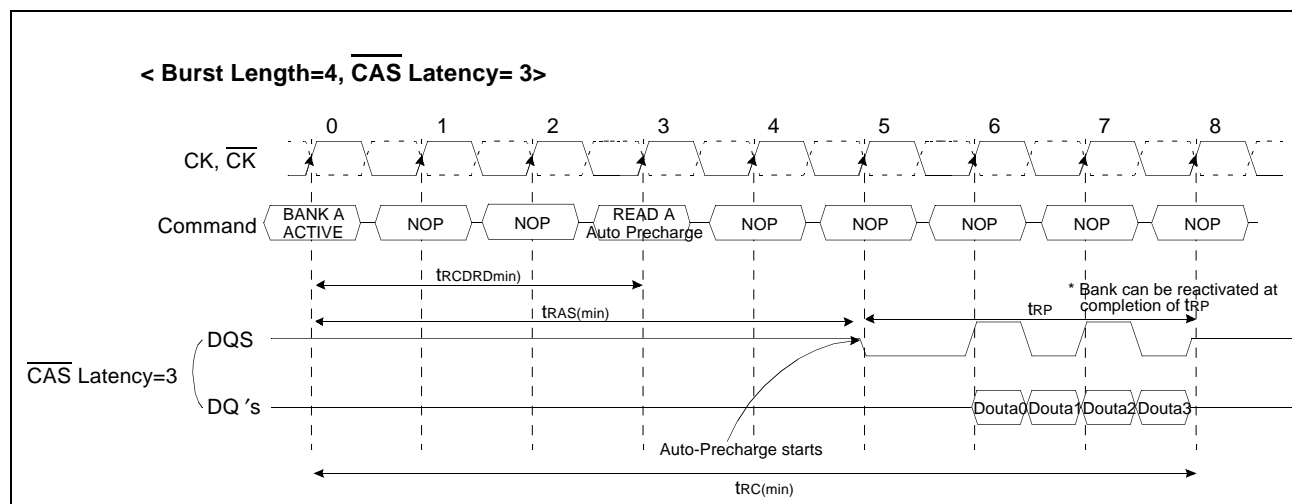 < Burst Length=4, CAS Latency= 3>
0 1 2 3 4 5 6 7 8
CK, CK
Command
BANK A
ACTIVE
NOP
NOP
READ A
Auto Precharge
NOP
NOP
NOP
NOP
NOP
tRCDRDmin)
* Bank can be reactivated at
completion of tRP
tRAS(min)
tRP
DQS
CAS Latency=3
DQ 's
Douta0 Douta1 Douta2 Douta3
Auto-Precharge starts
tRC(min)